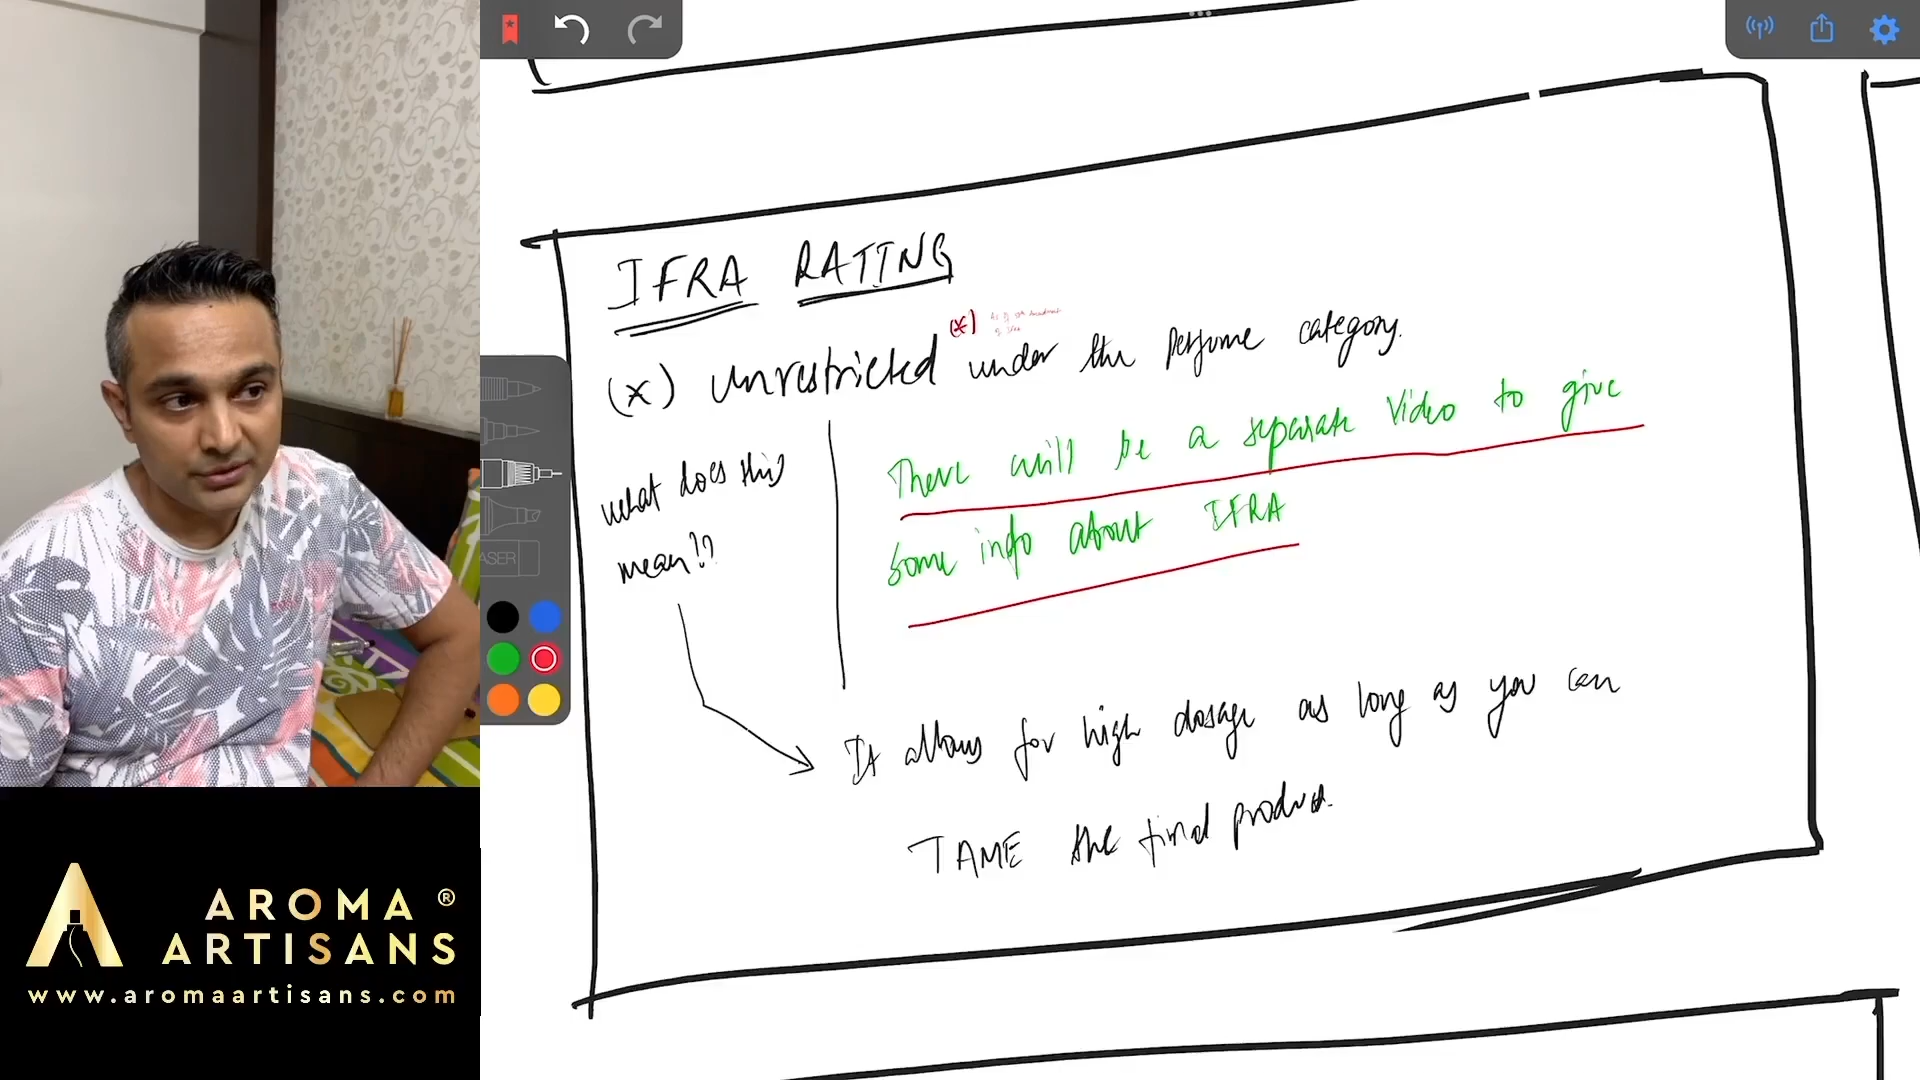 IFRA RATING
(x) unrestricted (x) under the perfume category.
There will be a separate video to give
some info about IFRA
what does this
mean!?
It allows for high dosage as long as you can
TAME the final product.
ASER
AROMA ®
ARTISANS
www.aromaartisans.com